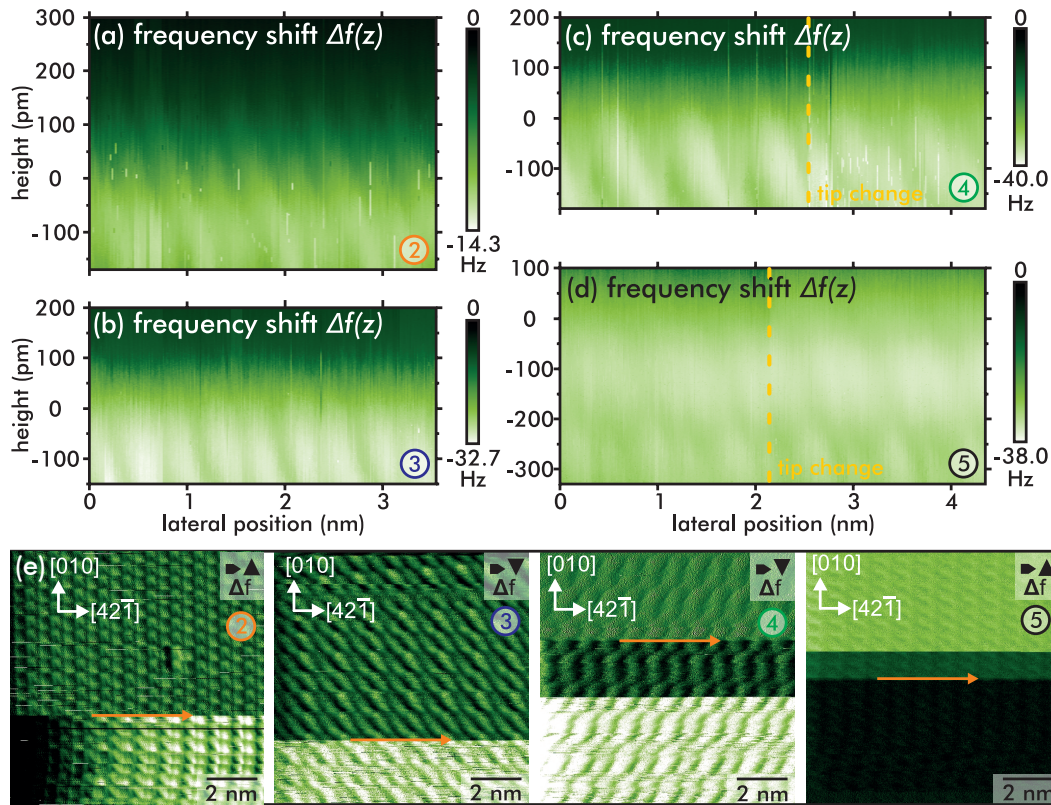 (a) frequency shift Δf(z)
300
200
100
0
-100
height (pm)
0
-14.3
Hz
2
(b) frequency shift Δf(z)
200
100
0
-100
height (pm)
0
-32.7
Hz
3
0 1 2 3
lateral position (nm)
(c) frequency shift Δf(z)
200
100
0
-100
0
-40.0
Hz
tip change
4
0 1 2 3 4
(d) frequency shift Δf(z)
100
0
-100
-200
-300
0
-38.0
Hz
tip change
5
0 1 2 3 4
lateral position (nm)
(e)
[010]
[421̅]
Δf
2
2 nm
[010]
[421̅]
Δf
3
2 nm
[010]
[421̅]
Δf
4
2 nm
[010]
[421̅]
Δf
5
2 nm